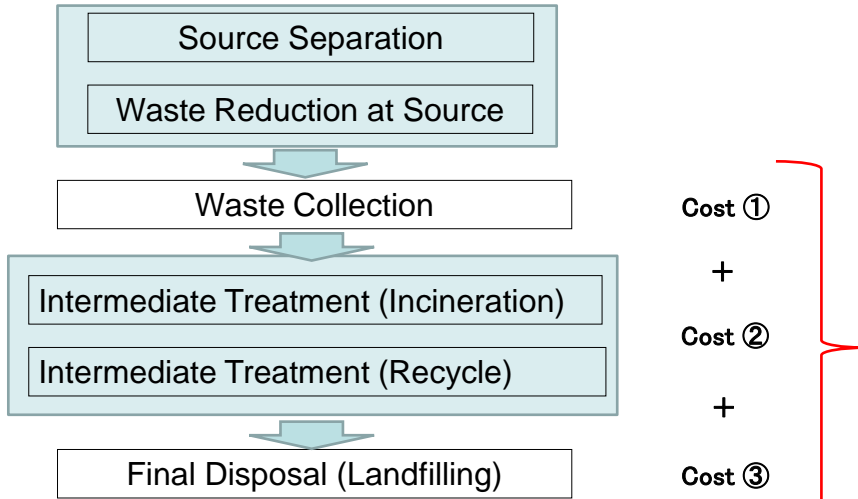 Source Separation
Waste Reduction at Source
Waste Collection
Cost ①
+
Intermediate Treatment (Incineration)
Cost ②
Intermediate Treatment (Recycle)
+
Final Disposal (Landfilling)
Cost ③